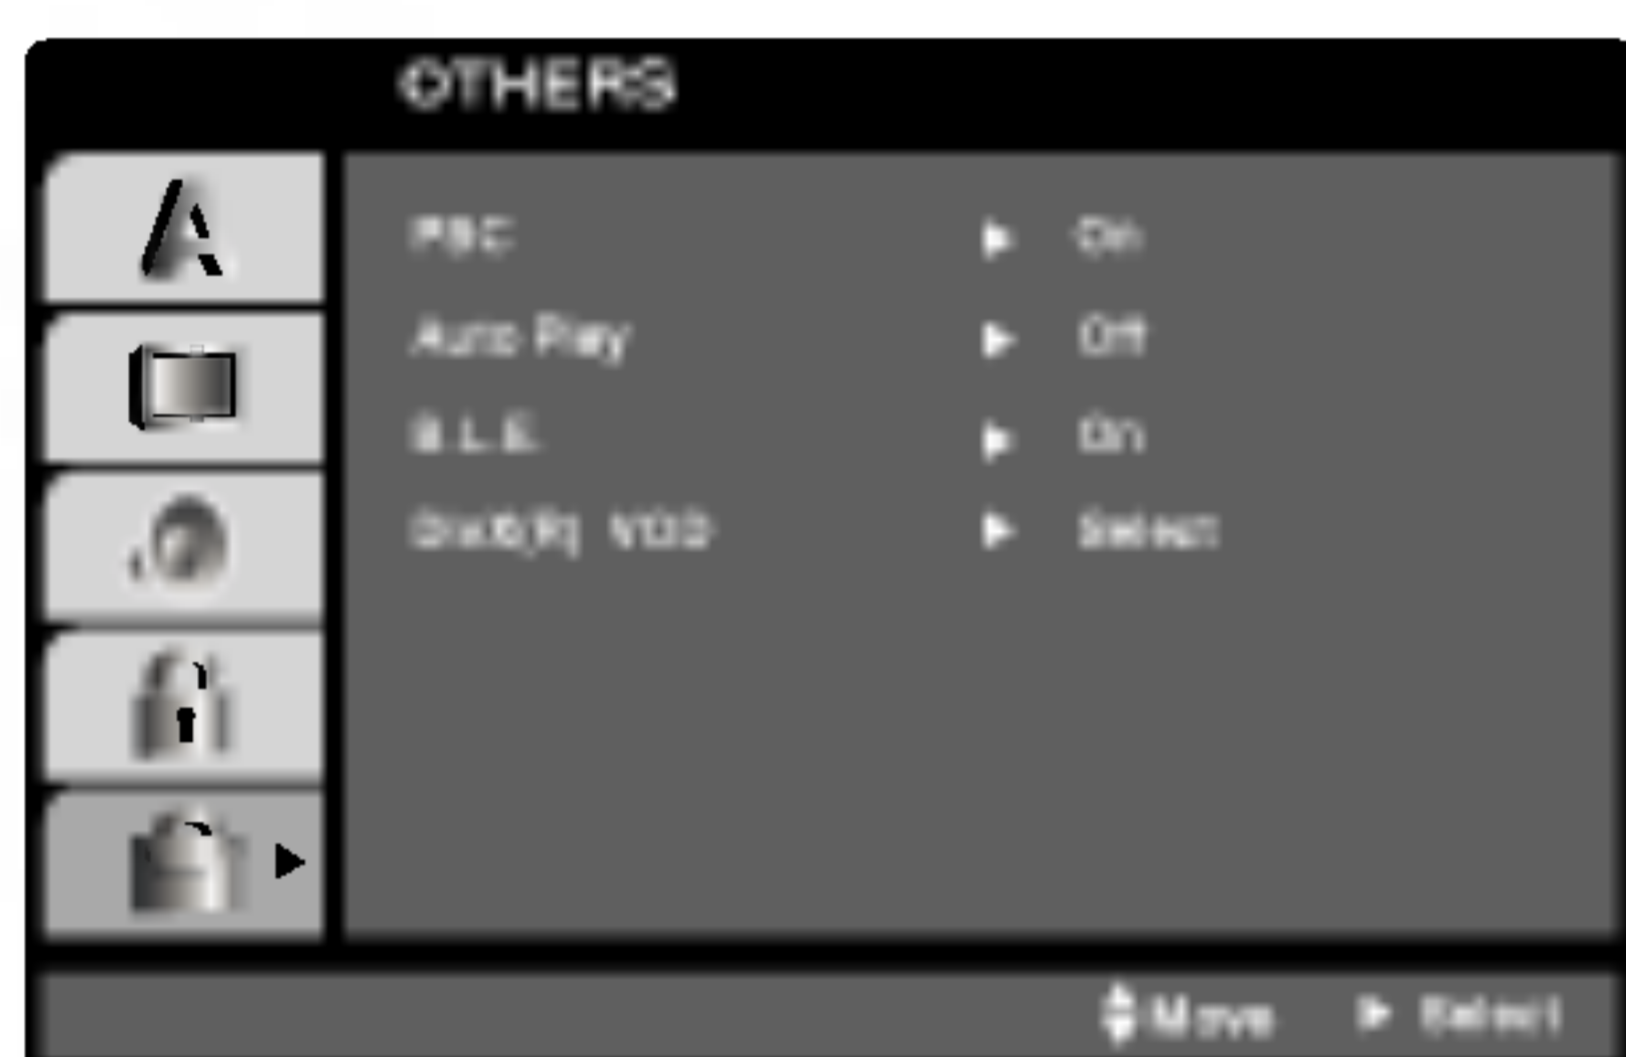 OTHERS
PBC ► On
Auto Play ► Off
B.L.E. ► On
DivX(R) VOD ► Select
Move ► Select